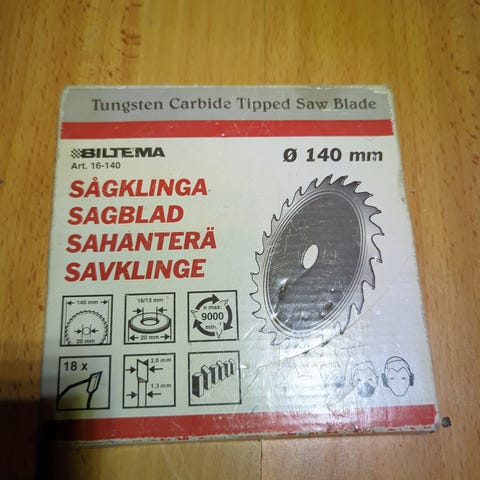 Tungsten Carbide Tipped Saw Blade
BILTEMA
Art. 16-140
Ø 140 mm
SÅGKLINGA
SAGBLAD
SAHANTERÄ
SAVKLINGE
140 mm
20 mm
16/13 mm
20 mm
n max.
9000
min.⁻¹
18 x
2,0 mm
1,3 mm